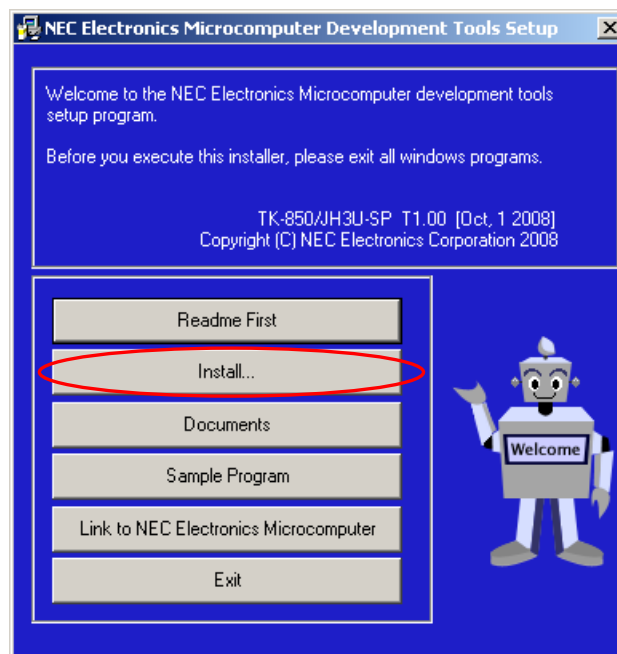 NEC Electronics Microcomputer Development Tools Setup
Welcome to the NEC Electronics Microcomputer development tools
setup program.
Before you execute this installer, please exit all windows programs.
TK-850/JH3U-SP T1.00 [Oct, 1 2008]
Copyright (C) NEC Electronics Corporation 2008
Readme First
Install...
Documents
Sample Program
Link to NEC Electronics Microcomputer
Exit
Welcome